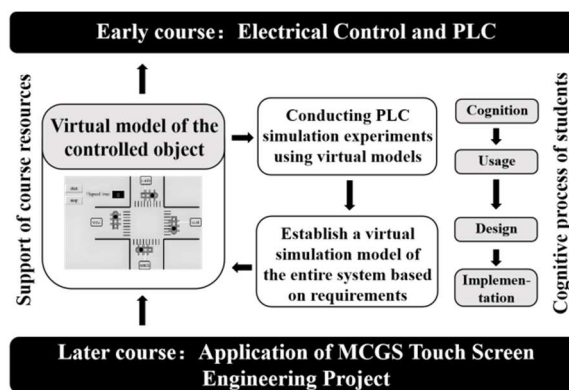 Early course：Electrical Control and PLC
Support of course resources
Virtual model of the
controlled object
Conducting PLC
simulation experiments
using virtual models
Establish a virtual
simulation model of
the entire system based
on requirements
Cognition
Usage
Design
Implemen-
tation
Cognitive process of students
Later course：Application of MCGS Touch Screen
Engineering Project